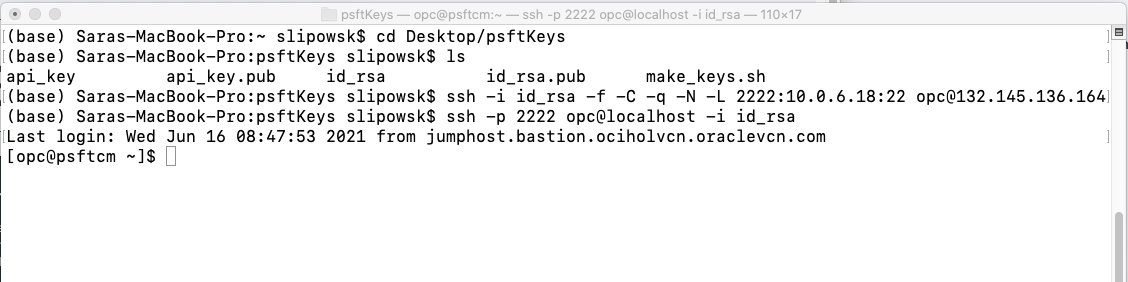 psftKeys — opc@psftcm:~ — ssh -p 2222 opc@localhost -i id_rsa — 110×17
[(base) Saras-MacBook-Pro:~ slipowsk$ cd Desktop/psftKeys ]
[(base) Saras-MacBook-Pro:psftKeys slipowsk$ ls ]
api_key api_key.pub id_rsa id_rsa.pub make_keys.sh
[(base) Saras-MacBook-Pro:psftKeys slipowsk$ ssh -i id_rsa -f -C -q -N -L 2222:10.0.6.18:22 opc@132.145.136.164]
[(base) Saras-MacBook-Pro:psftKeys slipowsk$ ssh -p 2222 opc@localhost -i id_rsa ]
[Last login: Wed Jun 16 08:47:53 2021 from jumphost.bastion.ociholvcn.oraclevcn.com ]
[opc@psftcm ~]$